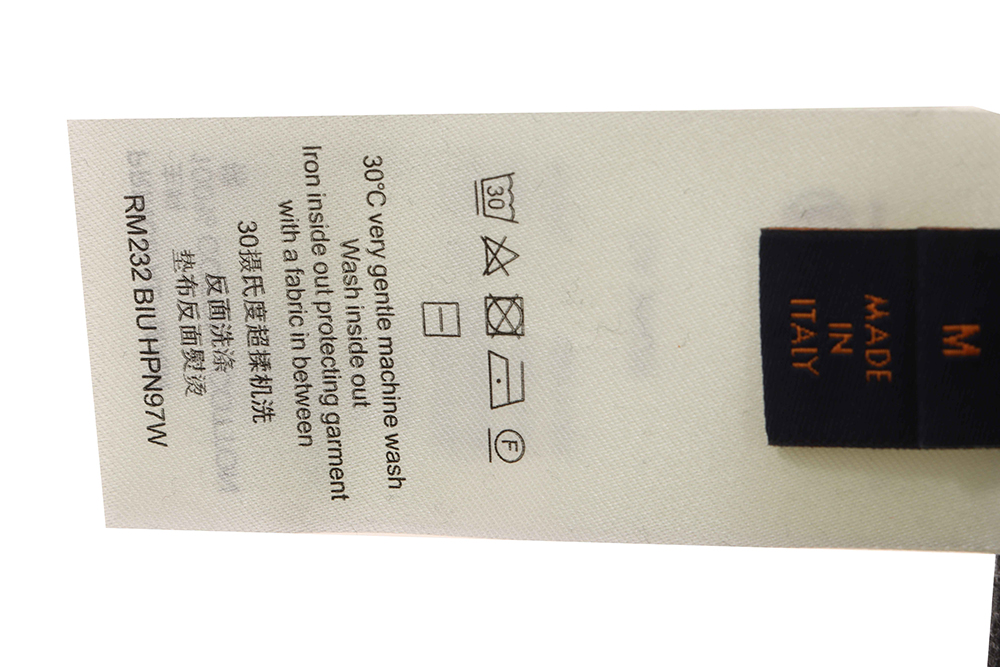 M
MADE
IN
ITALY
30
F
30°C very gentle machine wash
Wash inside out
Iron inside out protecting garment
with a fabric in between
30摄氏度超揉机洗
反面洗涤
垫布反面熨烫
RM232 BIU HPN97W